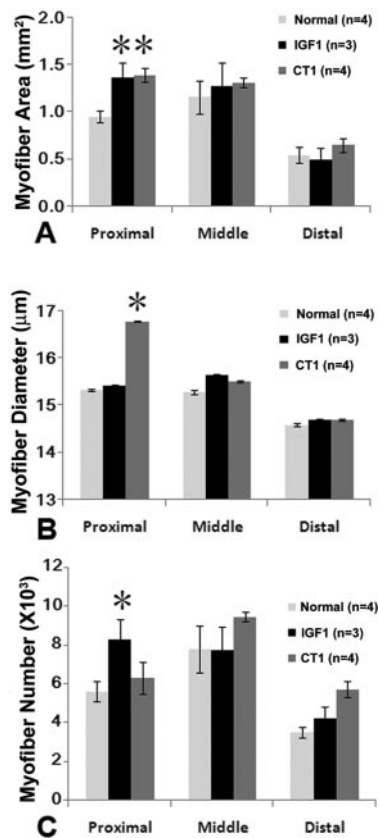 Myofiber Area (mm²)
2.0
1.5
1.0
0.5
0.0
* *
Normal (n=4)
IGF1 (n=3)
CT1 (n=4)
A
Proximal Middle Distal
Myofiber Diameter (µm)
17
16
15
14
13
*
Normal (n=4)
IGF1 (n=3)
CT1 (n=4)
B
Proximal Middle Distal
Myofiber Number (X10³)
12
10
8
6
4
2
0
*
Normal (n=4)
IGF1 (n=3)
CT1 (n=4)
C
Proximal Middle Distal